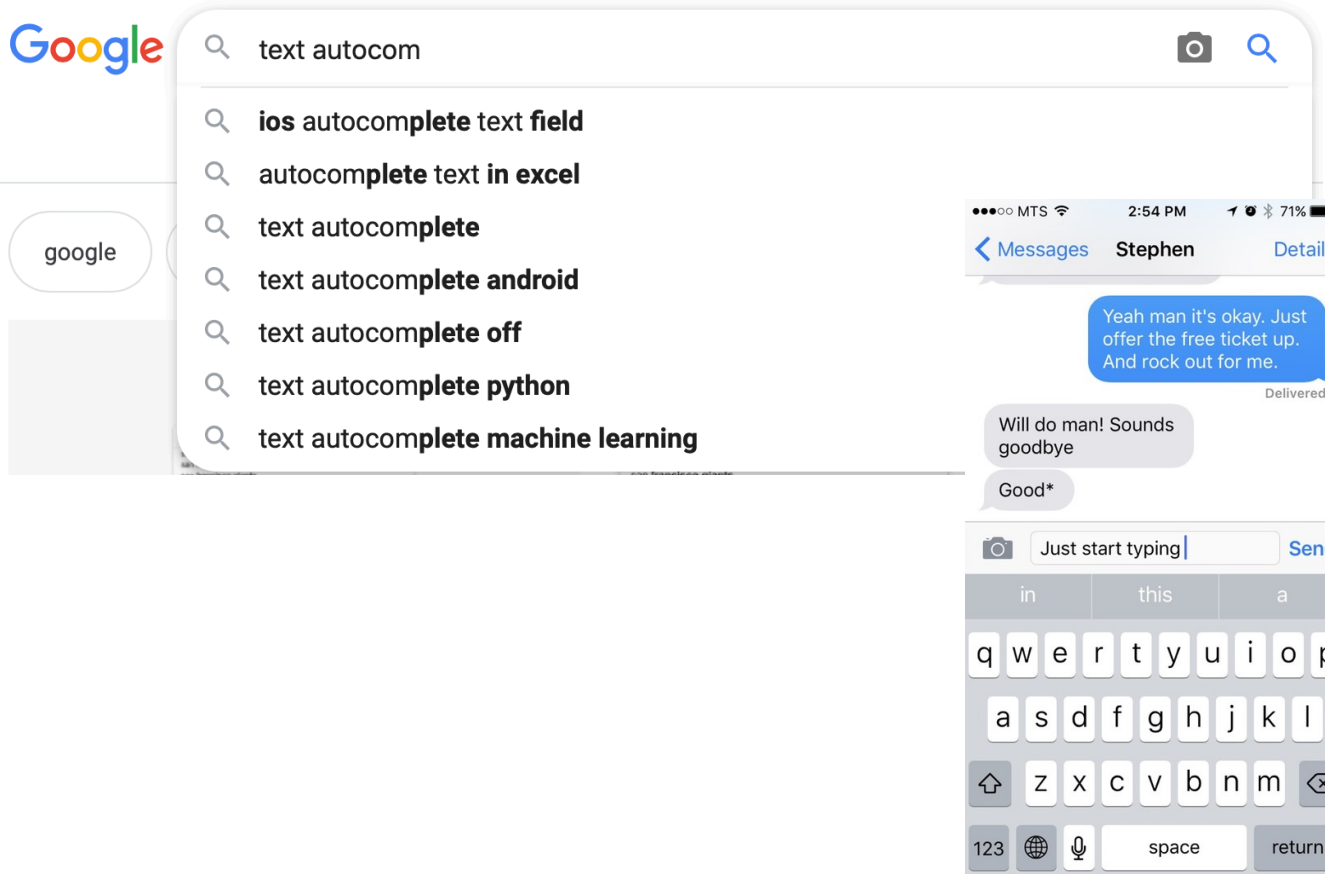 Google
text autocom
ios autocomplete text field
autocomplete text in excel
text autocomplete
text autocomplete android
text autocomplete off
text autocomplete python
text autocomplete machine learning
google
MTS 2:54 PM 71%
Messages Stephen Detail
Yeah man it's okay. Just
offer the free ticket up.
And rock out for me.
Delivered
Will do man! Sounds
goodbye
Good*
Just start typing Sen
in this a
q w e r t y u i o p
a s d f g h j k l
z x c v b n m
123 space return